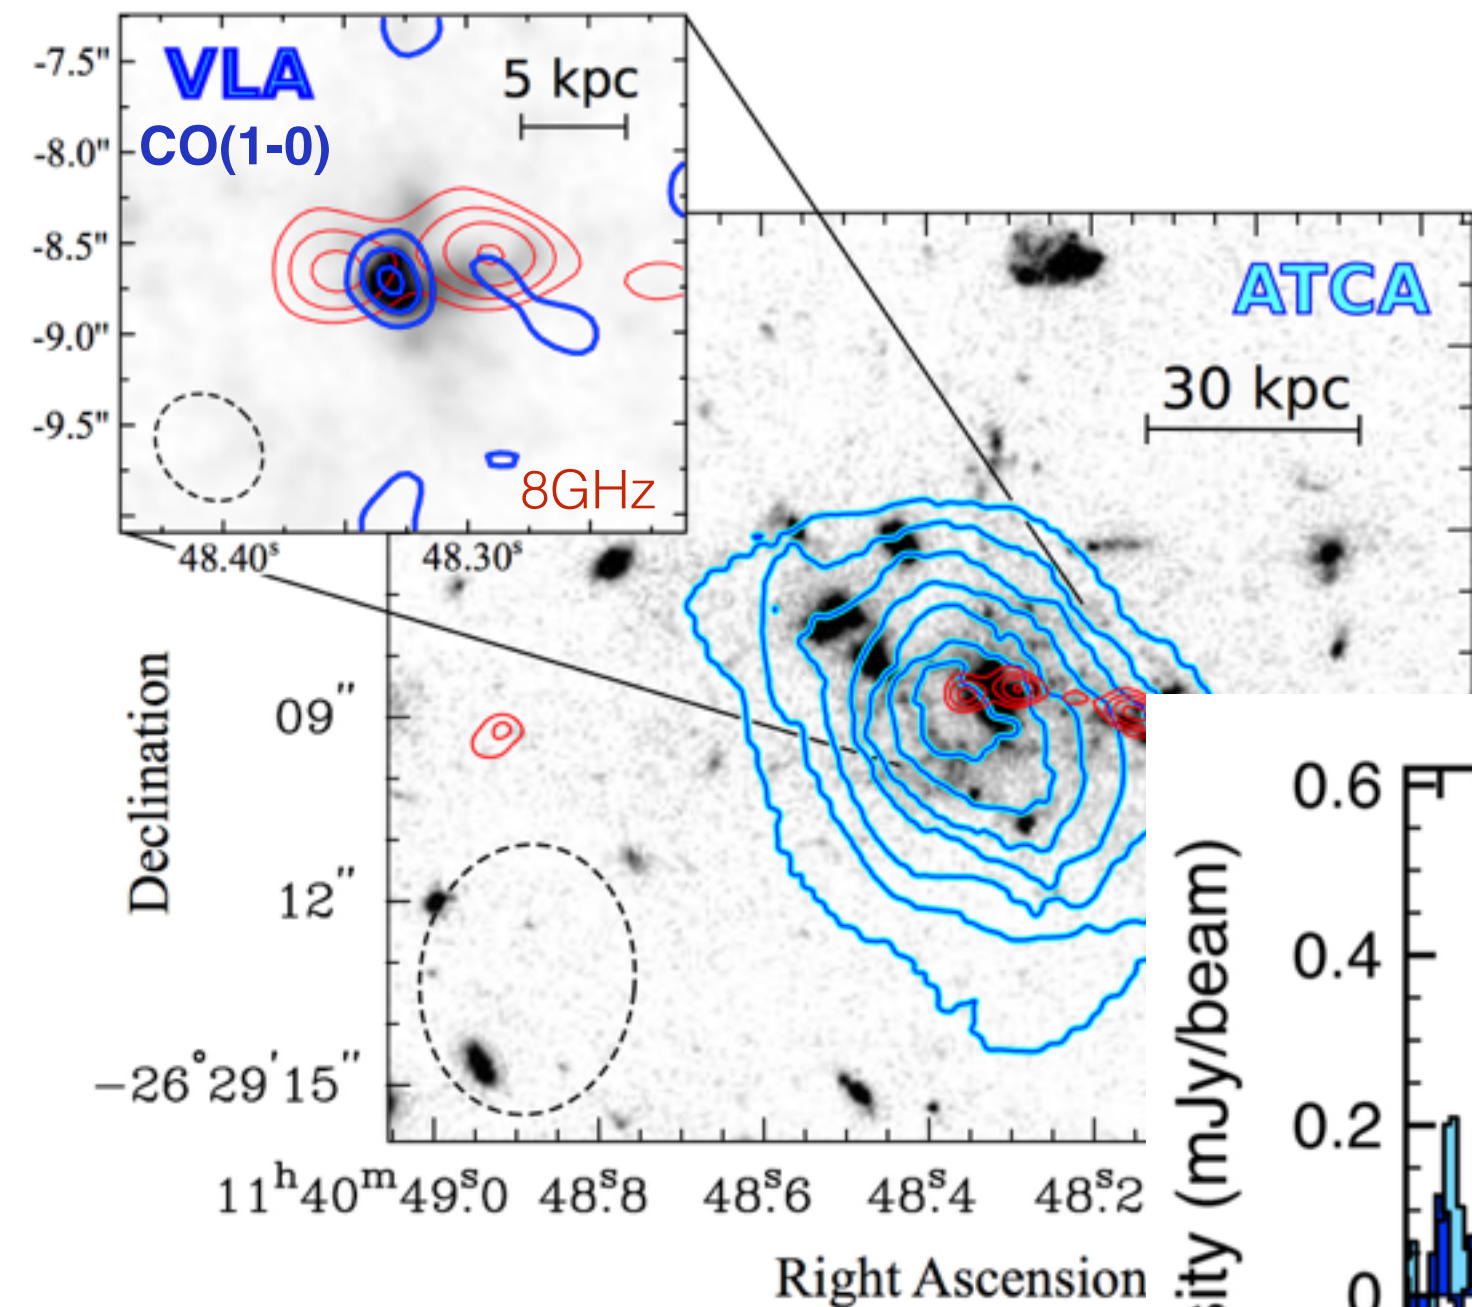 VLA
CO(1-0)
5 kpc
-7.5"
-8.0"
-8.5"
-9.0"
-9.5"
8GHz
48.40ˢ
48.30ˢ
ATCA
30 kpc
Declination
09"
12"
−26°29′15"
11ʰ40ᵐ49ˢ.0
48ˢ.8
48ˢ.6
48ˢ.4
48ˢ.2
Right Ascension
0.6
0.4
0.2
0
(mJy/beam)